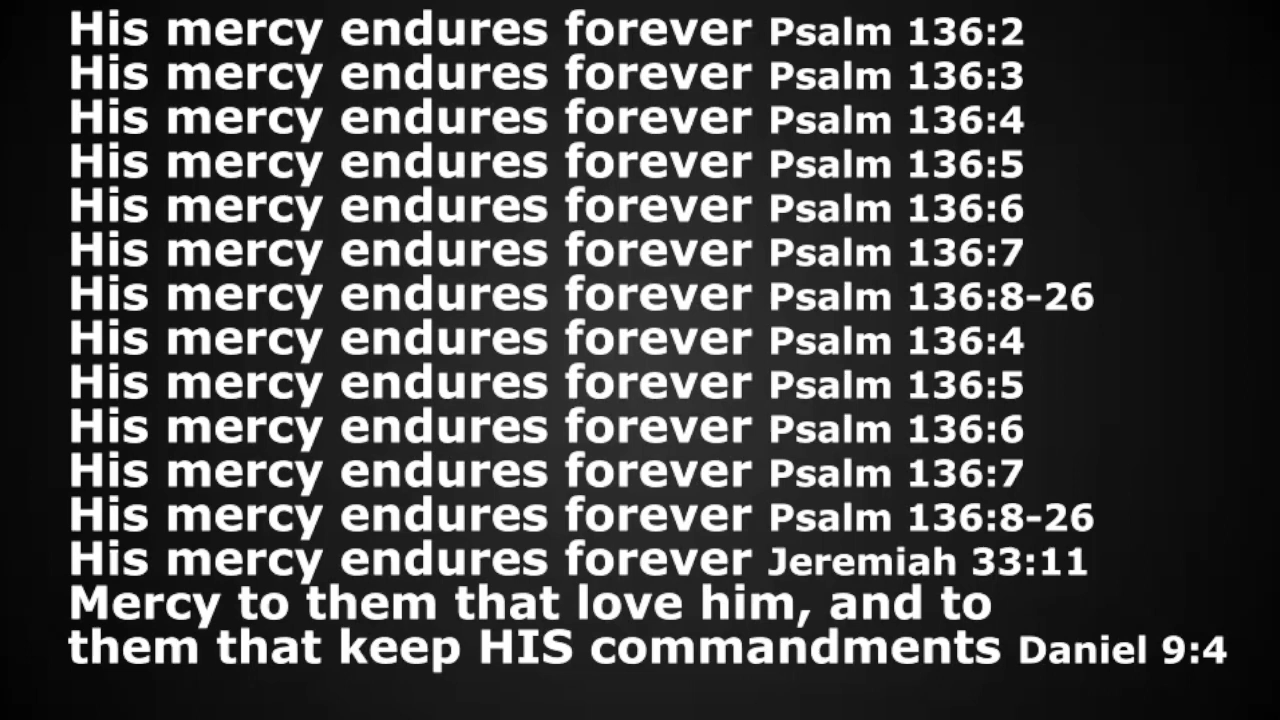 His mercy endures forever Psalm 136:2
His mercy endures forever Psalm 136:3
His mercy endures forever Psalm 136:4
His mercy endures forever Psalm 136:5
His mercy endures forever Psalm 136:6
His mercy endures forever Psalm 136:7
His mercy endures forever Psalm 136:8-26
His mercy endures forever Psalm 136:4
His mercy endures forever Psalm 136:5
His mercy endures forever Psalm 136:6
His mercy endures forever Psalm 136:7
His mercy endures forever Psalm 136:8-26
His mercy endures forever Jeremiah 33:11
Mercy to them that love him, and to
them that keep HIS commandments Daniel 9:4